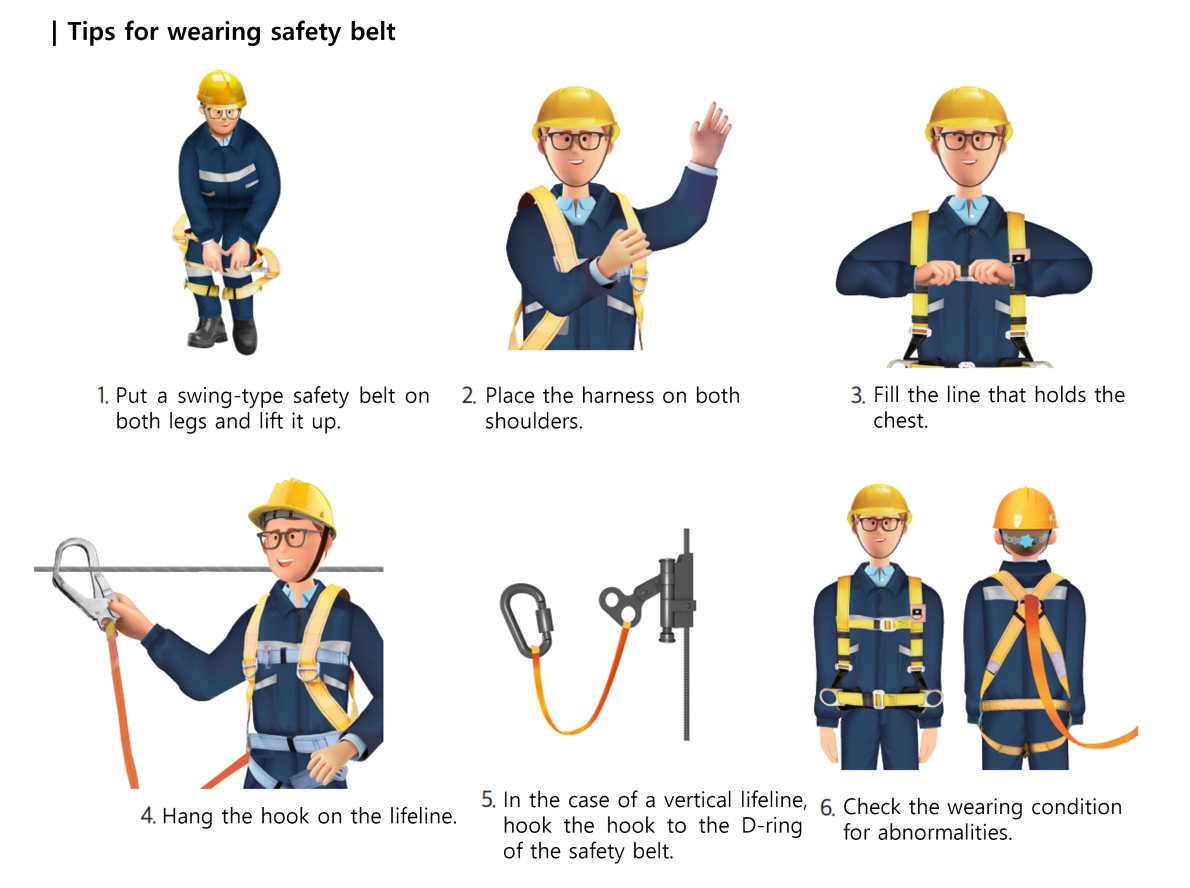 | Tips for wearing safety belt
1. Put a swing-type safety belt on
both legs and lift it up.
2. Place the harness on both
shoulders.
3. Fill the line that holds the
chest.
4. Hang the hook on the lifeline.
5. In the case of a vertical lifeline,
hook the hook to the D-ring
of the safety belt.
6. Check the wearing condition
for abnormalities.